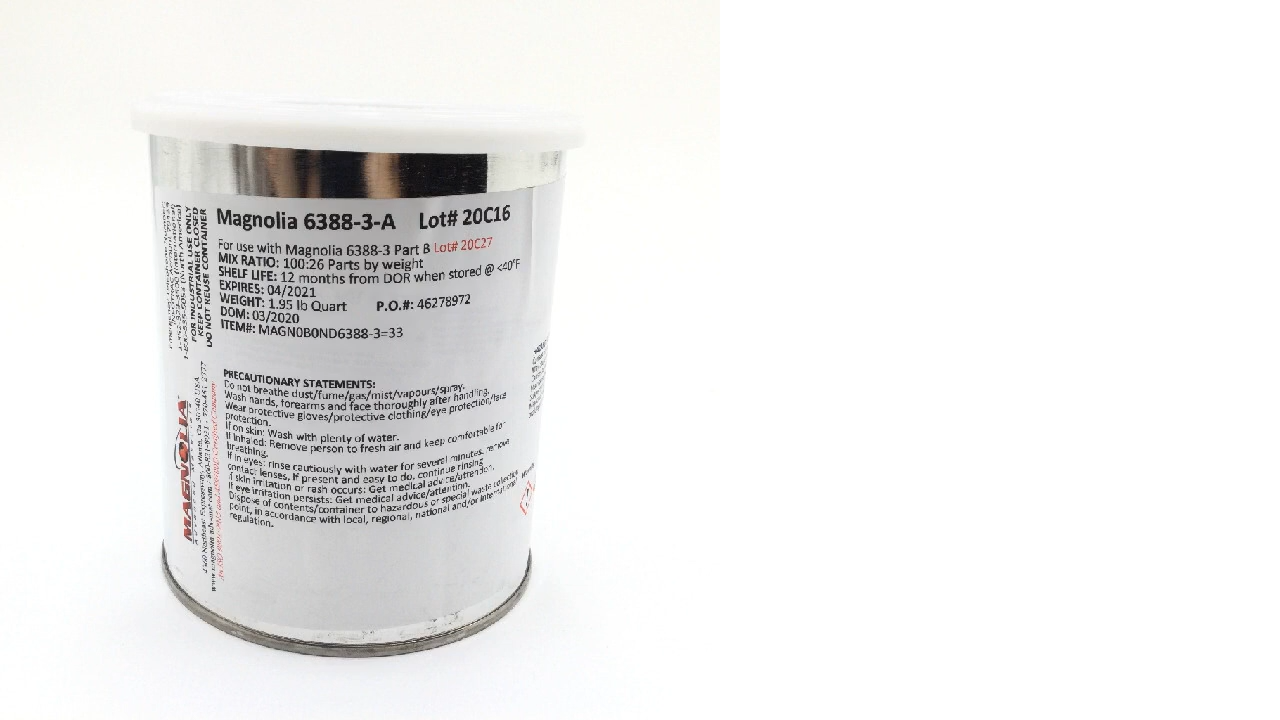 Magnolia 6388-3-A Lot# 20C16
For use with Magnolia 6388-3 Part B Lot# 20C27
MIX RATIO: 100:26 Parts by weight
SHELF LIFE: 12 months from DOR when stored @ <40°F
EXPIRES: 04/2021
WEIGHT: 1.95 lb Quart P.O.#: 46278972
DOM: 03/2020
ITEM#: MAGN0B0ND6388-3=33
PRECAUTIONARY STATEMENTS:
Do not breathe dust/fume/gas/mist/vapours/spray.
Wash hands, forearms and face thoroughly after handling.
Wear protective gloves/protective clothing/eye protection/face
protection.
If on skin: Wash with plenty of water.
If inhaled: Remove person to fresh air and keep comfortable for
breathing.
If in eyes: rinse cautiously with water for several minutes, remove
contact lenses, if present and easy to do, continue rinsing
if skin irritation or rash occurs: Get medical advice/attention.
If eye irritation persists: Get medical advice/attention.
Dispose of contents/container to hazardous or special waste collection
point, in accordance with local, regional, national and/or international
regulation.
FOR INDUSTRIAL USE ONLY
KEEP CONTAINER CLOSED
DO NOT REUSE CONTAINER
MAGNOLIA